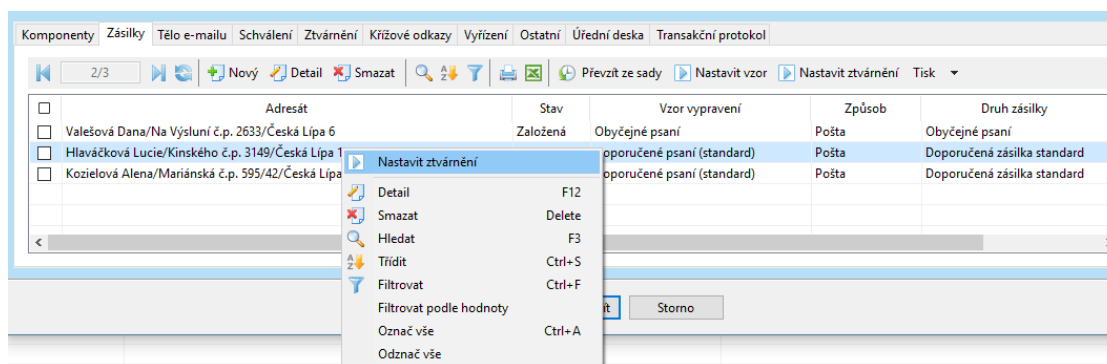 Komponenty Zásilky Tělo e-mailu Schválení Ztvárnění Křížové odkazy Vyřízení Ostatní Úřední deska Transakční protokol
2/3 Nový Detail Smazat Převzít ze sady Nastavit vzor Nastavit ztvárnění Tisk
Adresát Stav Vzor vypravení Způsob Druh zásilky
Valešová Dana/Na Výsluní č.p. 2633/Česká Lípa 6 Založená Obyčejné psaní Pošta Obyčejné psaní
Hlaváčková Lucie/Kinského č.p. 3149/Česká Lípa 1 oporučené psaní (standard) Pošta Doporučená zásilka standard
Kozielová Alena/Mariánská č.p. 595/42/Česká Lípa oporučené psaní (standard) Pošta Doporučená zásilka standard
Nastavit ztvárnění
Detail F12
Smazat Delete
Hledat F3
Třídit Ctrl+S
Filtrovat Ctrl+F
Filtrovat podle hodnoty
it Storno
Označ vše Ctrl+A
Odznač vše